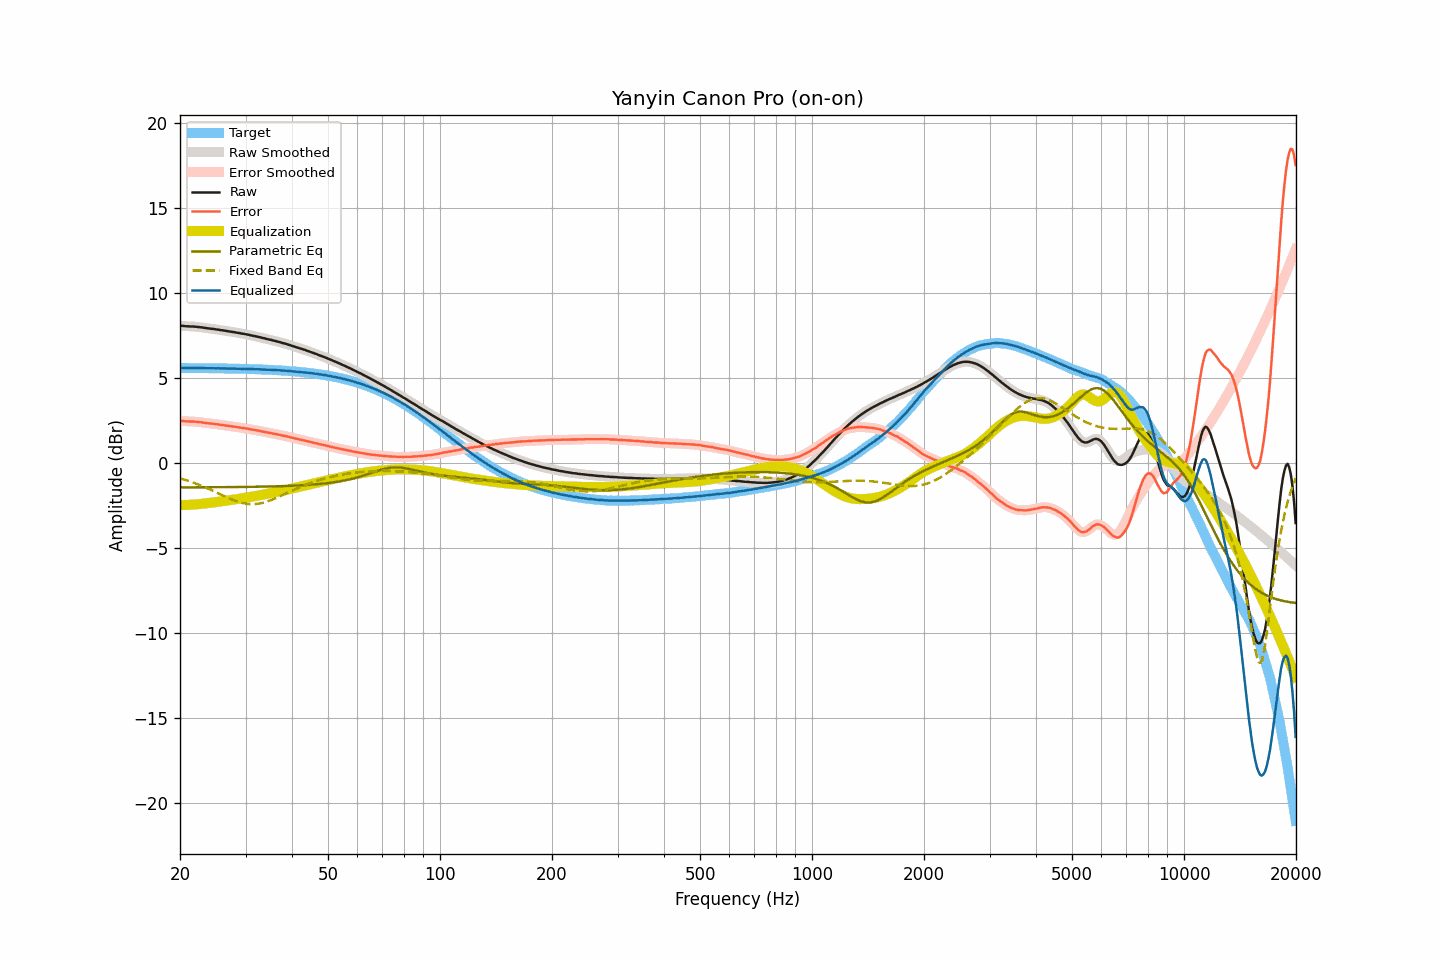 Yanyin Canon Pro (on-on)
Target
Raw Smoothed
Error Smoothed
Raw
Error
Equalization
Parametric Eq
Fixed Band Eq
Equalized
20
15
10
5
0
−5
−10
−15
−20
Amplitude (dBr)
20 50 100 200 500 1000 2000 5000 10000 20000
Frequency (Hz)